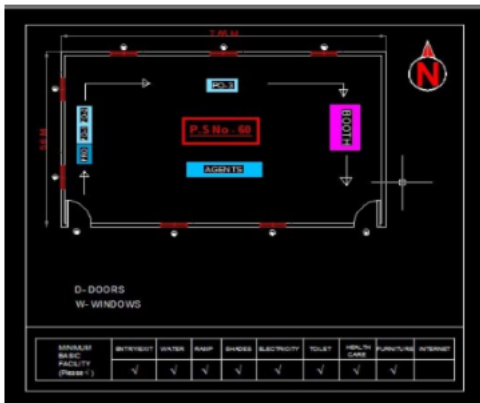 N
PO-3
P.S No - 60
BOOTH
AGENTS
D- DOORS
W- WINDOWS
MINIMUM BASIC FACILITY (Please √) ENTRY/EXIT WATER RAMP SHADES ELECTRICITY TOILET HEALTH CARE FURNITURE INTERNET
√ √ √ √ √ √ √ √